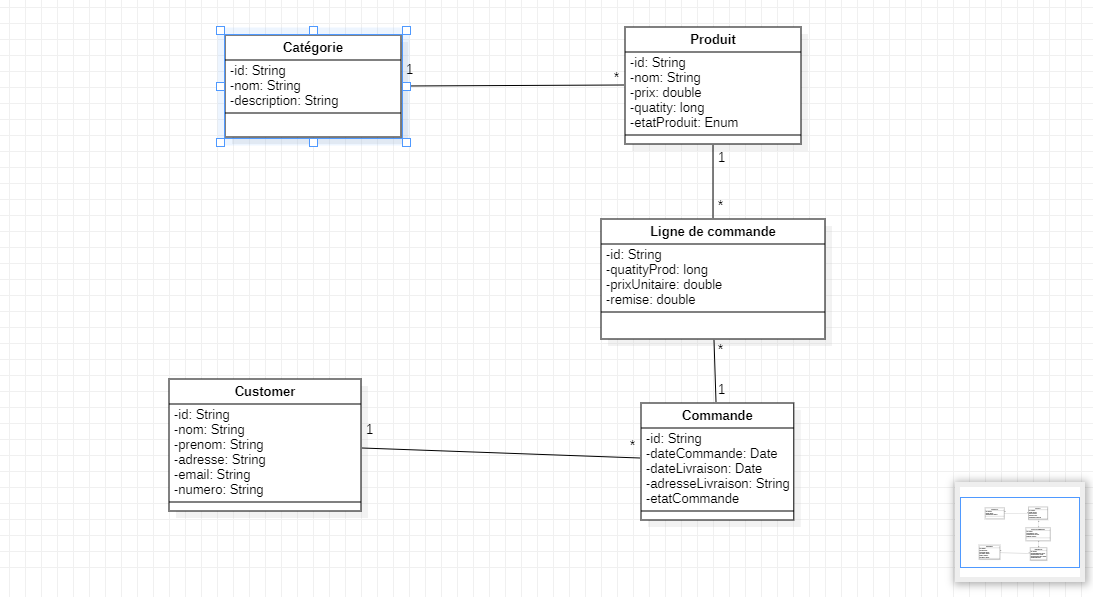 Catégorie
-id: String
-nom: String
-description: String
1
*
Produit
-id: String
-nom: String
-prix: double
-quatity: long
-etatProduit: Enum
1
*
Ligne de commande
-id: String
-quatityProd: long
-prixUnitaire: double
-remise: double
*
1
Customer
-id: String
-nom: String
-prenom: String
-adresse: String
-email: String
-numero: String
1
*
Commande
-id: String
-dateCommande: Date
-dateLivraison: Date
-adresseLivraison: String
-etatCommande